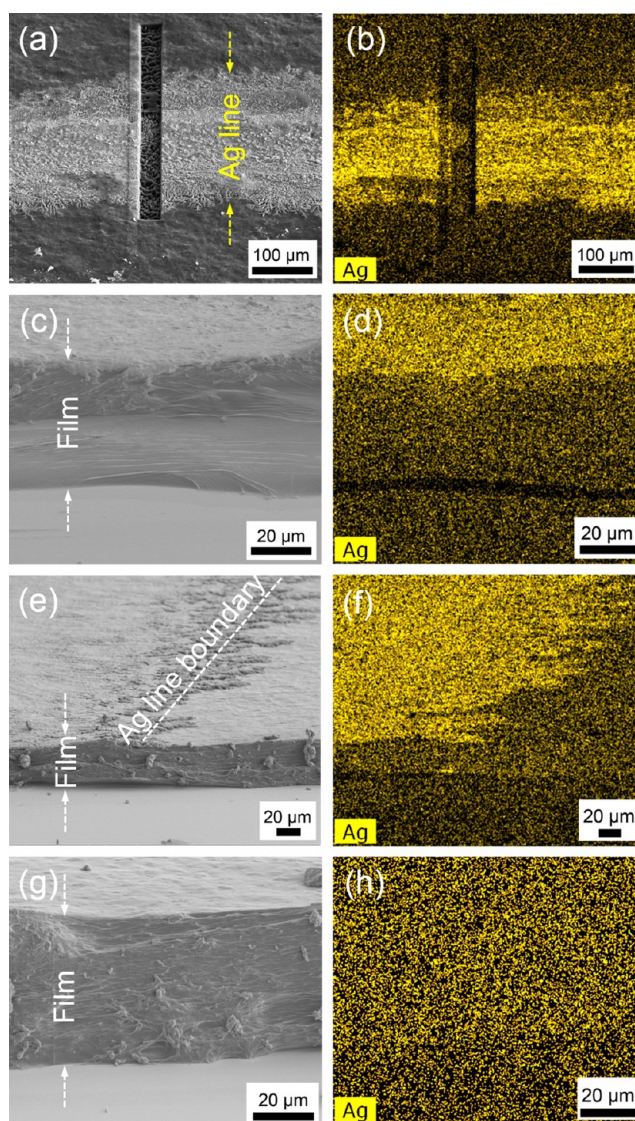 (a)
Ag line
100 µm
(b)
Ag
100 µm
(c)
Film
20 µm
(d)
Ag
20 µm
(e)
Ag line boundary
Film
20 µm
(f)
Ag
20 µm
(g)
Film
20 µm
(h)
Ag
20 µm